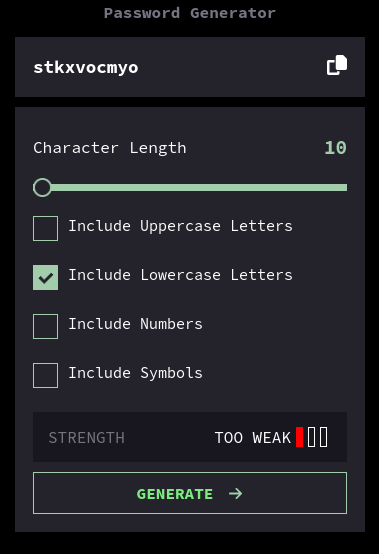 Password Generator
stkxvocmyo
Character Length 10
Include Uppercase Letters
Include Lowercase Letters
Include Numbers
Include Symbols
STRENGTH TOO WEAK
GENERATE →